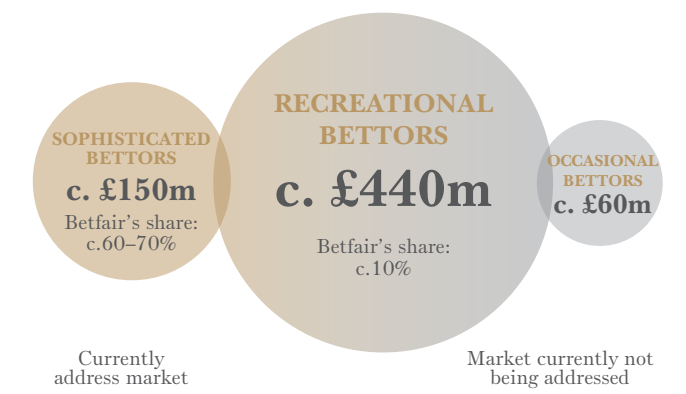 SOPHISTICATED
BETTORS
c. £150m
Betfair's share:
c.60–70%
RECREATIONAL
BETTORS
c. £440m
Betfair's share:
c.10%
OCCASIONAL
BETTORS
c. £60m
Currently
address market
Market currently not
being addressed